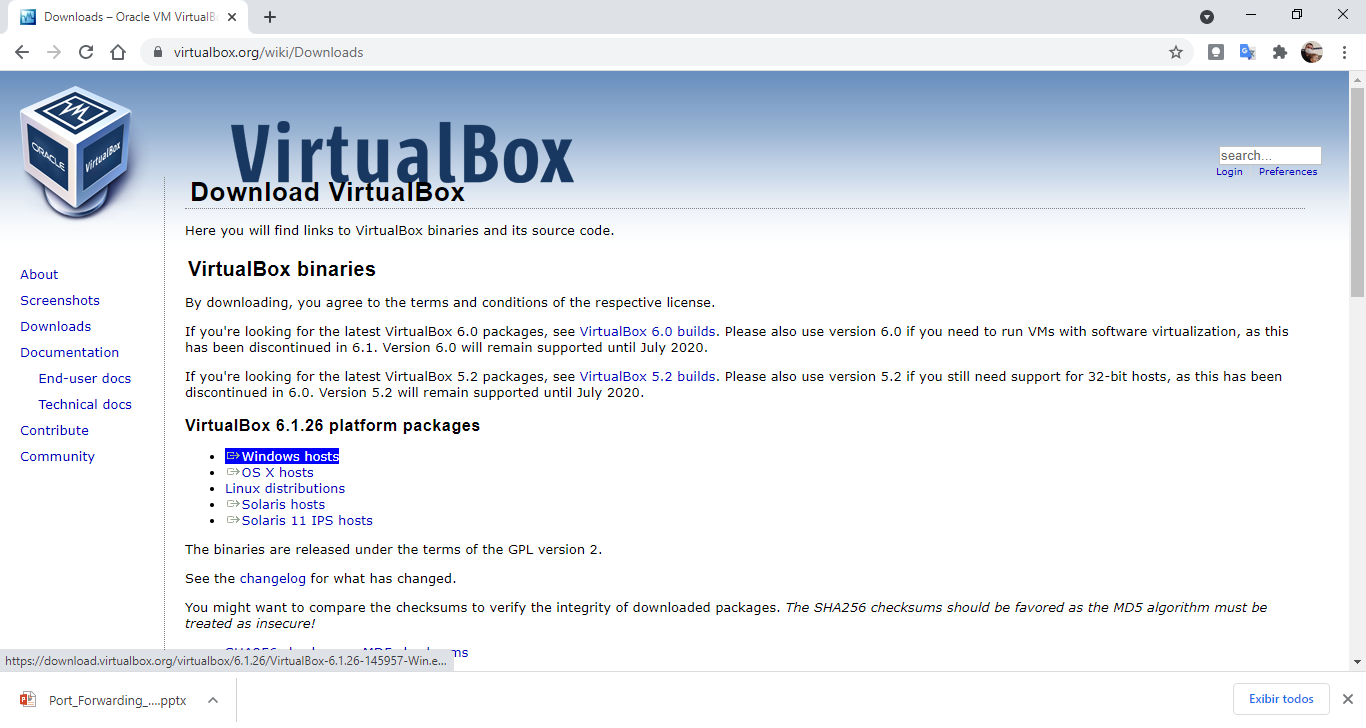 Downloads – Oracle VM VirtualB
virtualbox.org/wiki/Downloads
ORACLE
VirtualBox
VirtualBox
search...
Login Preferences
Download VirtualBox
Here you will find links to VirtualBox binaries and its source code.
About
Screenshots
Downloads
Documentation
End-user docs
Technical docs
Contribute
Community
VirtualBox binaries
By downloading, you agree to the terms and conditions of the respective license.
If you're looking for the latest VirtualBox 6.0 packages, see VirtualBox 6.0 builds. Please also use version 6.0 if you need to run VMs with software virtualization, as this
has been discontinued in 6.1. Version 6.0 will remain supported until July 2020.
If you're looking for the latest VirtualBox 5.2 packages, see VirtualBox 5.2 builds. Please also use version 5.2 if you still need support for 32-bit hosts, as this has been
discontinued in 6.0. Version 5.2 will remain supported until July 2020.
VirtualBox 6.1.26 platform packages
Windows hosts
OS X hosts
Linux distributions
Solaris hosts
Solaris 11 IPS hosts
The binaries are released under the terms of the GPL version 2.
See the changelog for what has changed.
You might want to compare the checksums to verify the integrity of downloaded packages. The SHA256 checksums should be favored as the MD5 algorithm must be
treated as insecure!
https://download.virtualbox.org/virtualbox/6.1.26/VirtualBox-6.1.26-145957-Win.e...
Port_Forwarding_....pptx
Exibir todos